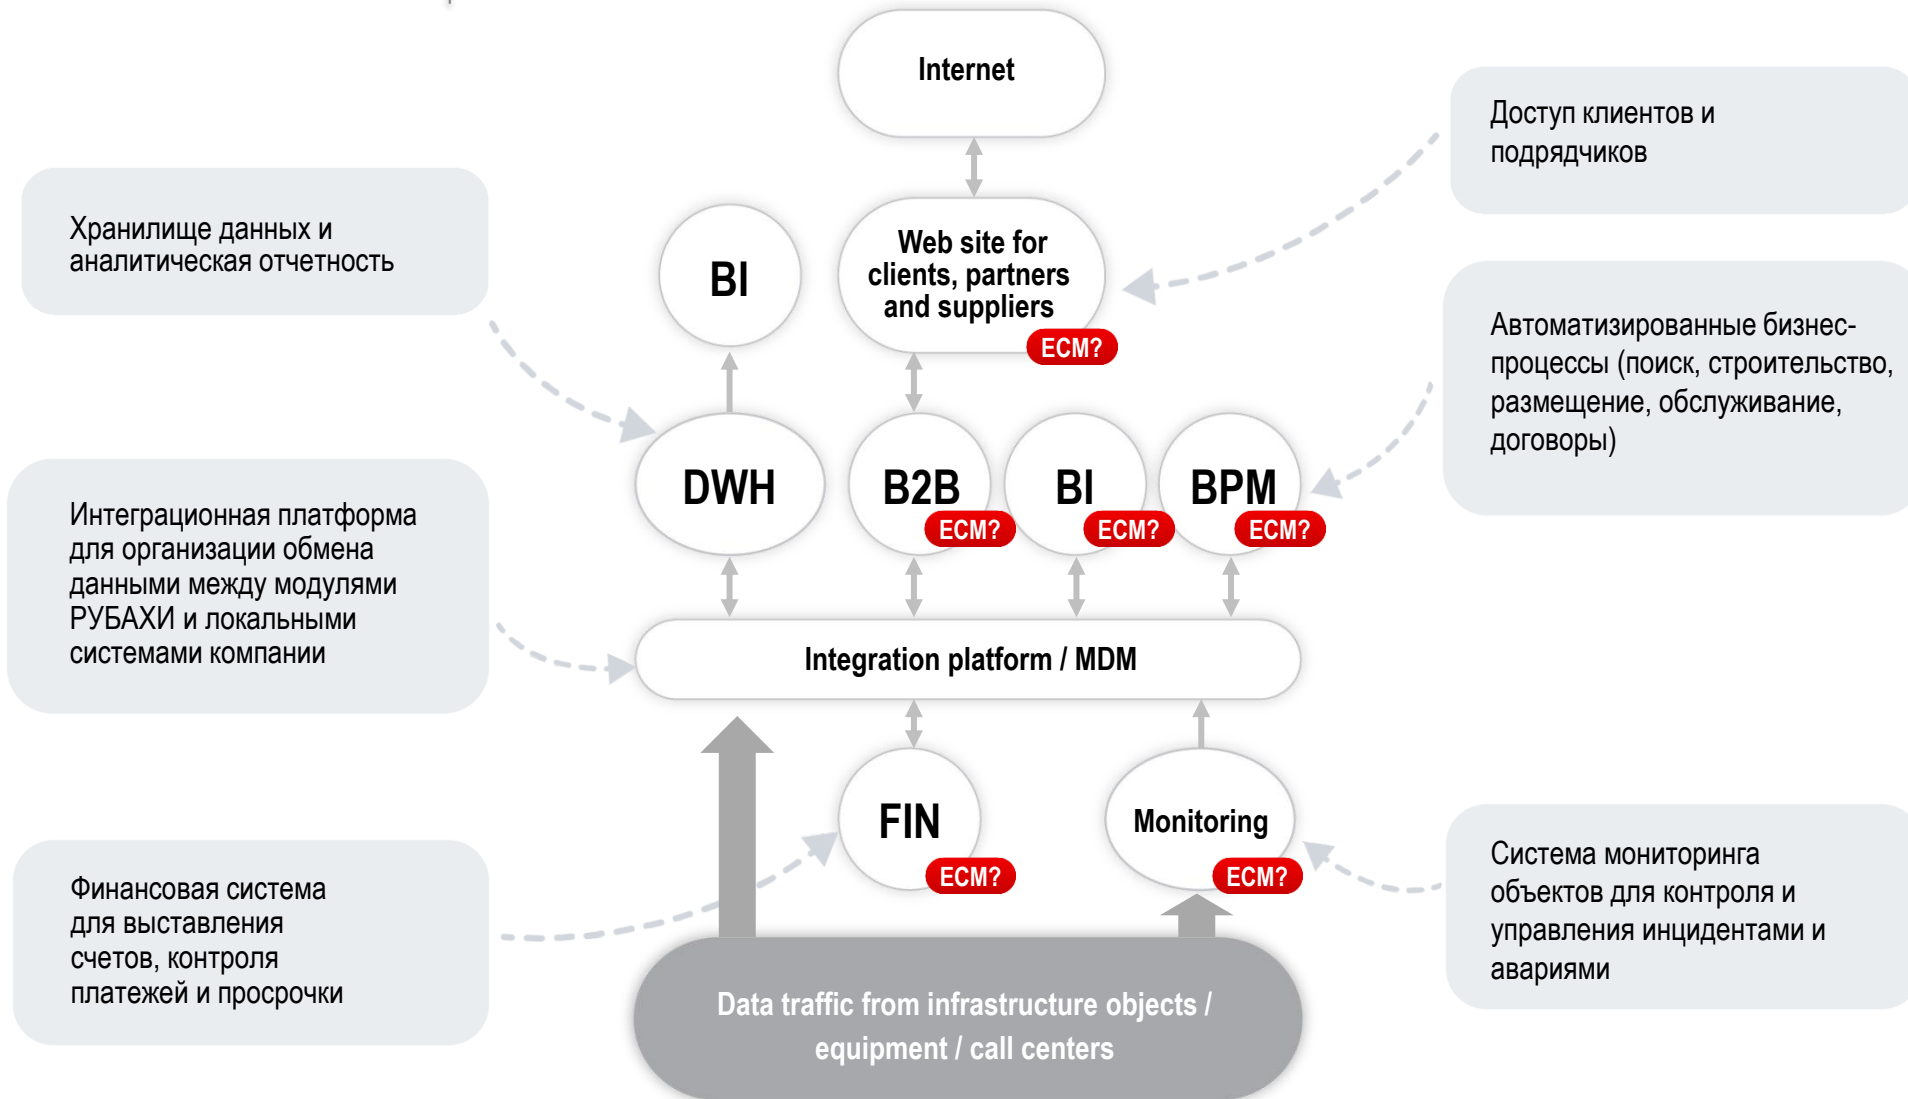 Internet
Доступ клиентов и
подрядчиков
Хранилище данных и
аналитическая отчетность
BI
Web site for
clients, partners
and suppliers
ECM?
Автоматизированные бизнес-
процессы (поиск, строительство,
размещение, обслуживание,
договоры)
DWH
B2B
ECM?
BI
ECM?
BPM
ECM?
Интеграционная платформа
для организации обмена
данными между модулями
РУБАХИ и локальными
системами компании
Integration platform / MDM
FIN
ECM?
Monitoring
ECM?
Финансовая система
для выставления
счетов, контроля
платежей и просрочки
Система мониторинга
объектов для контроля и
управления инцидентами и
авариями
Data traffic from infrastructure objects /
equipment / call centers